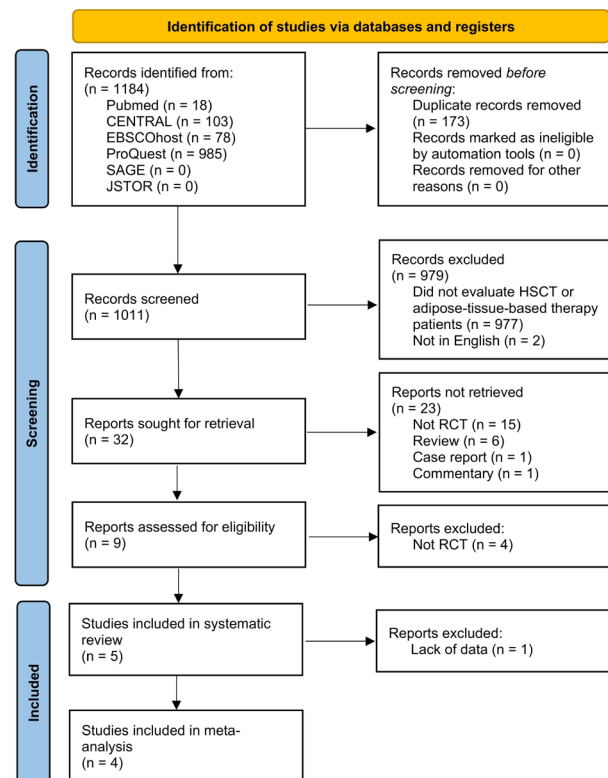 Identification of studies via databases and registers
Identification
Records identified from:
(n = 1184)
Pubmed (n = 18)
CENTRAL (n = 103)
EBSCOhost (n = 78)
ProQuest (n = 985)
SAGE (n = 0)
JSTOR (n = 0)
Records removed before
screening:
Duplicate records removed
(n = 173)
Records marked as ineligible
by automation tools (n = 0)
Records removed for other
reasons (n = 0)
Screening
Records screened
(n = 1011)
Records excluded
(n = 979)
Did not evaluate HSCT or
adipose-tissue-based therapy
patients (n = 977)
Not in English (n = 2)
Reports sought for retrieval
(n = 32)
Reports not retrieved
(n = 23)
Not RCT (n = 15)
Review (n = 6)
Case report (n = 1)
Commentary (n = 1)
Reports assessed for eligibility
(n = 9)
Reports excluded:
Not RCT (n = 4)
Included
Studies included in systematic
review
(n = 5)
Reports excluded:
Lack of data (n = 1)
Studies included in meta-
analysis
(n = 4)